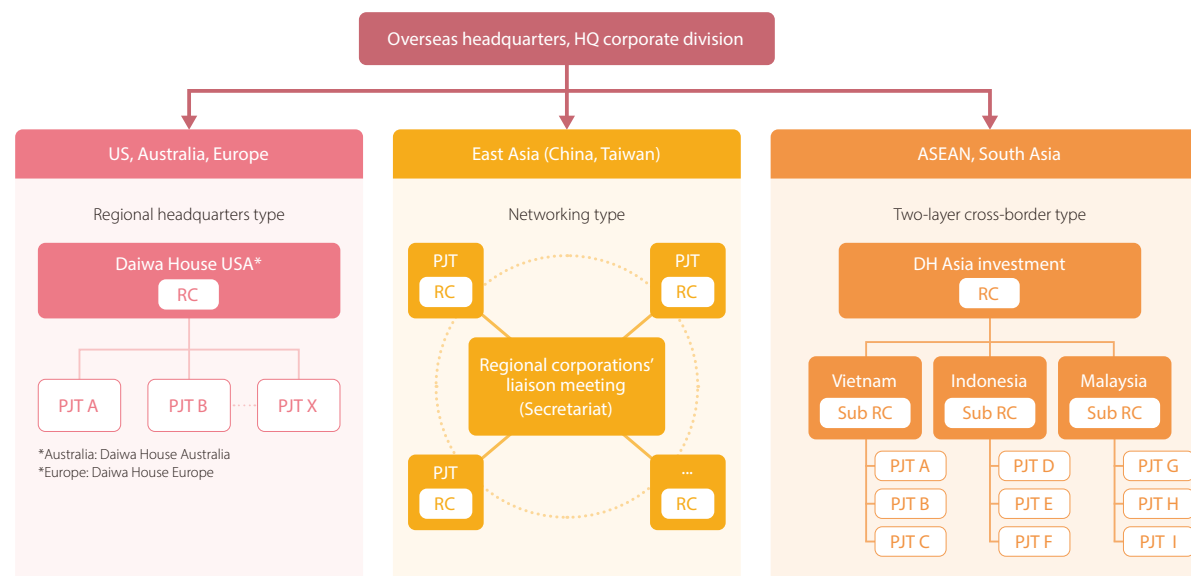 Overseas headquarters, HQ corporate division
US, Australia, Europe
Regional headquarters type
Daiwa House USA*
RC
PJT A
PJT B
PJT X
*Australia: Daiwa House Australia
*Europe: Daiwa House Europe
East Asia (China, Taiwan)
Networking type
PJT
RC
PJT
RC
Regional corporations'
liaison meeting
(Secretariat)
PJT
RC
...
RC
ASEAN, South Asia
Two-layer cross-border type
DH Asia investment
RC
Vietnam
Sub RC
PJT A
PJT B
PJT C
Indonesia
Sub RC
PJT D
PJT E
PJT F
Malaysia
Sub RC
PJT G
PJT H
PJT I